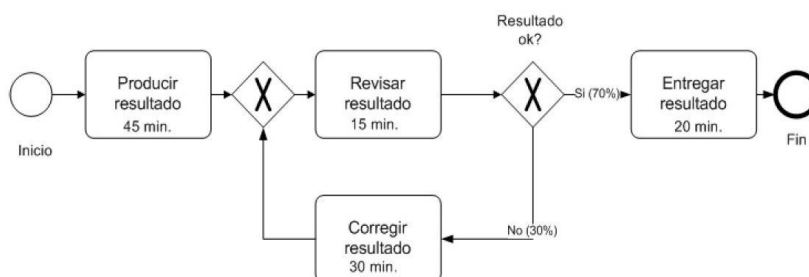 Resultado
ok?
Producir
resultado
45 min.
Revisar
resultado
15 min.
Si (70%)
Entregar
resultado
20 min.
Inicio
Fin
No (30%)
Corregir
resultado
30 min.